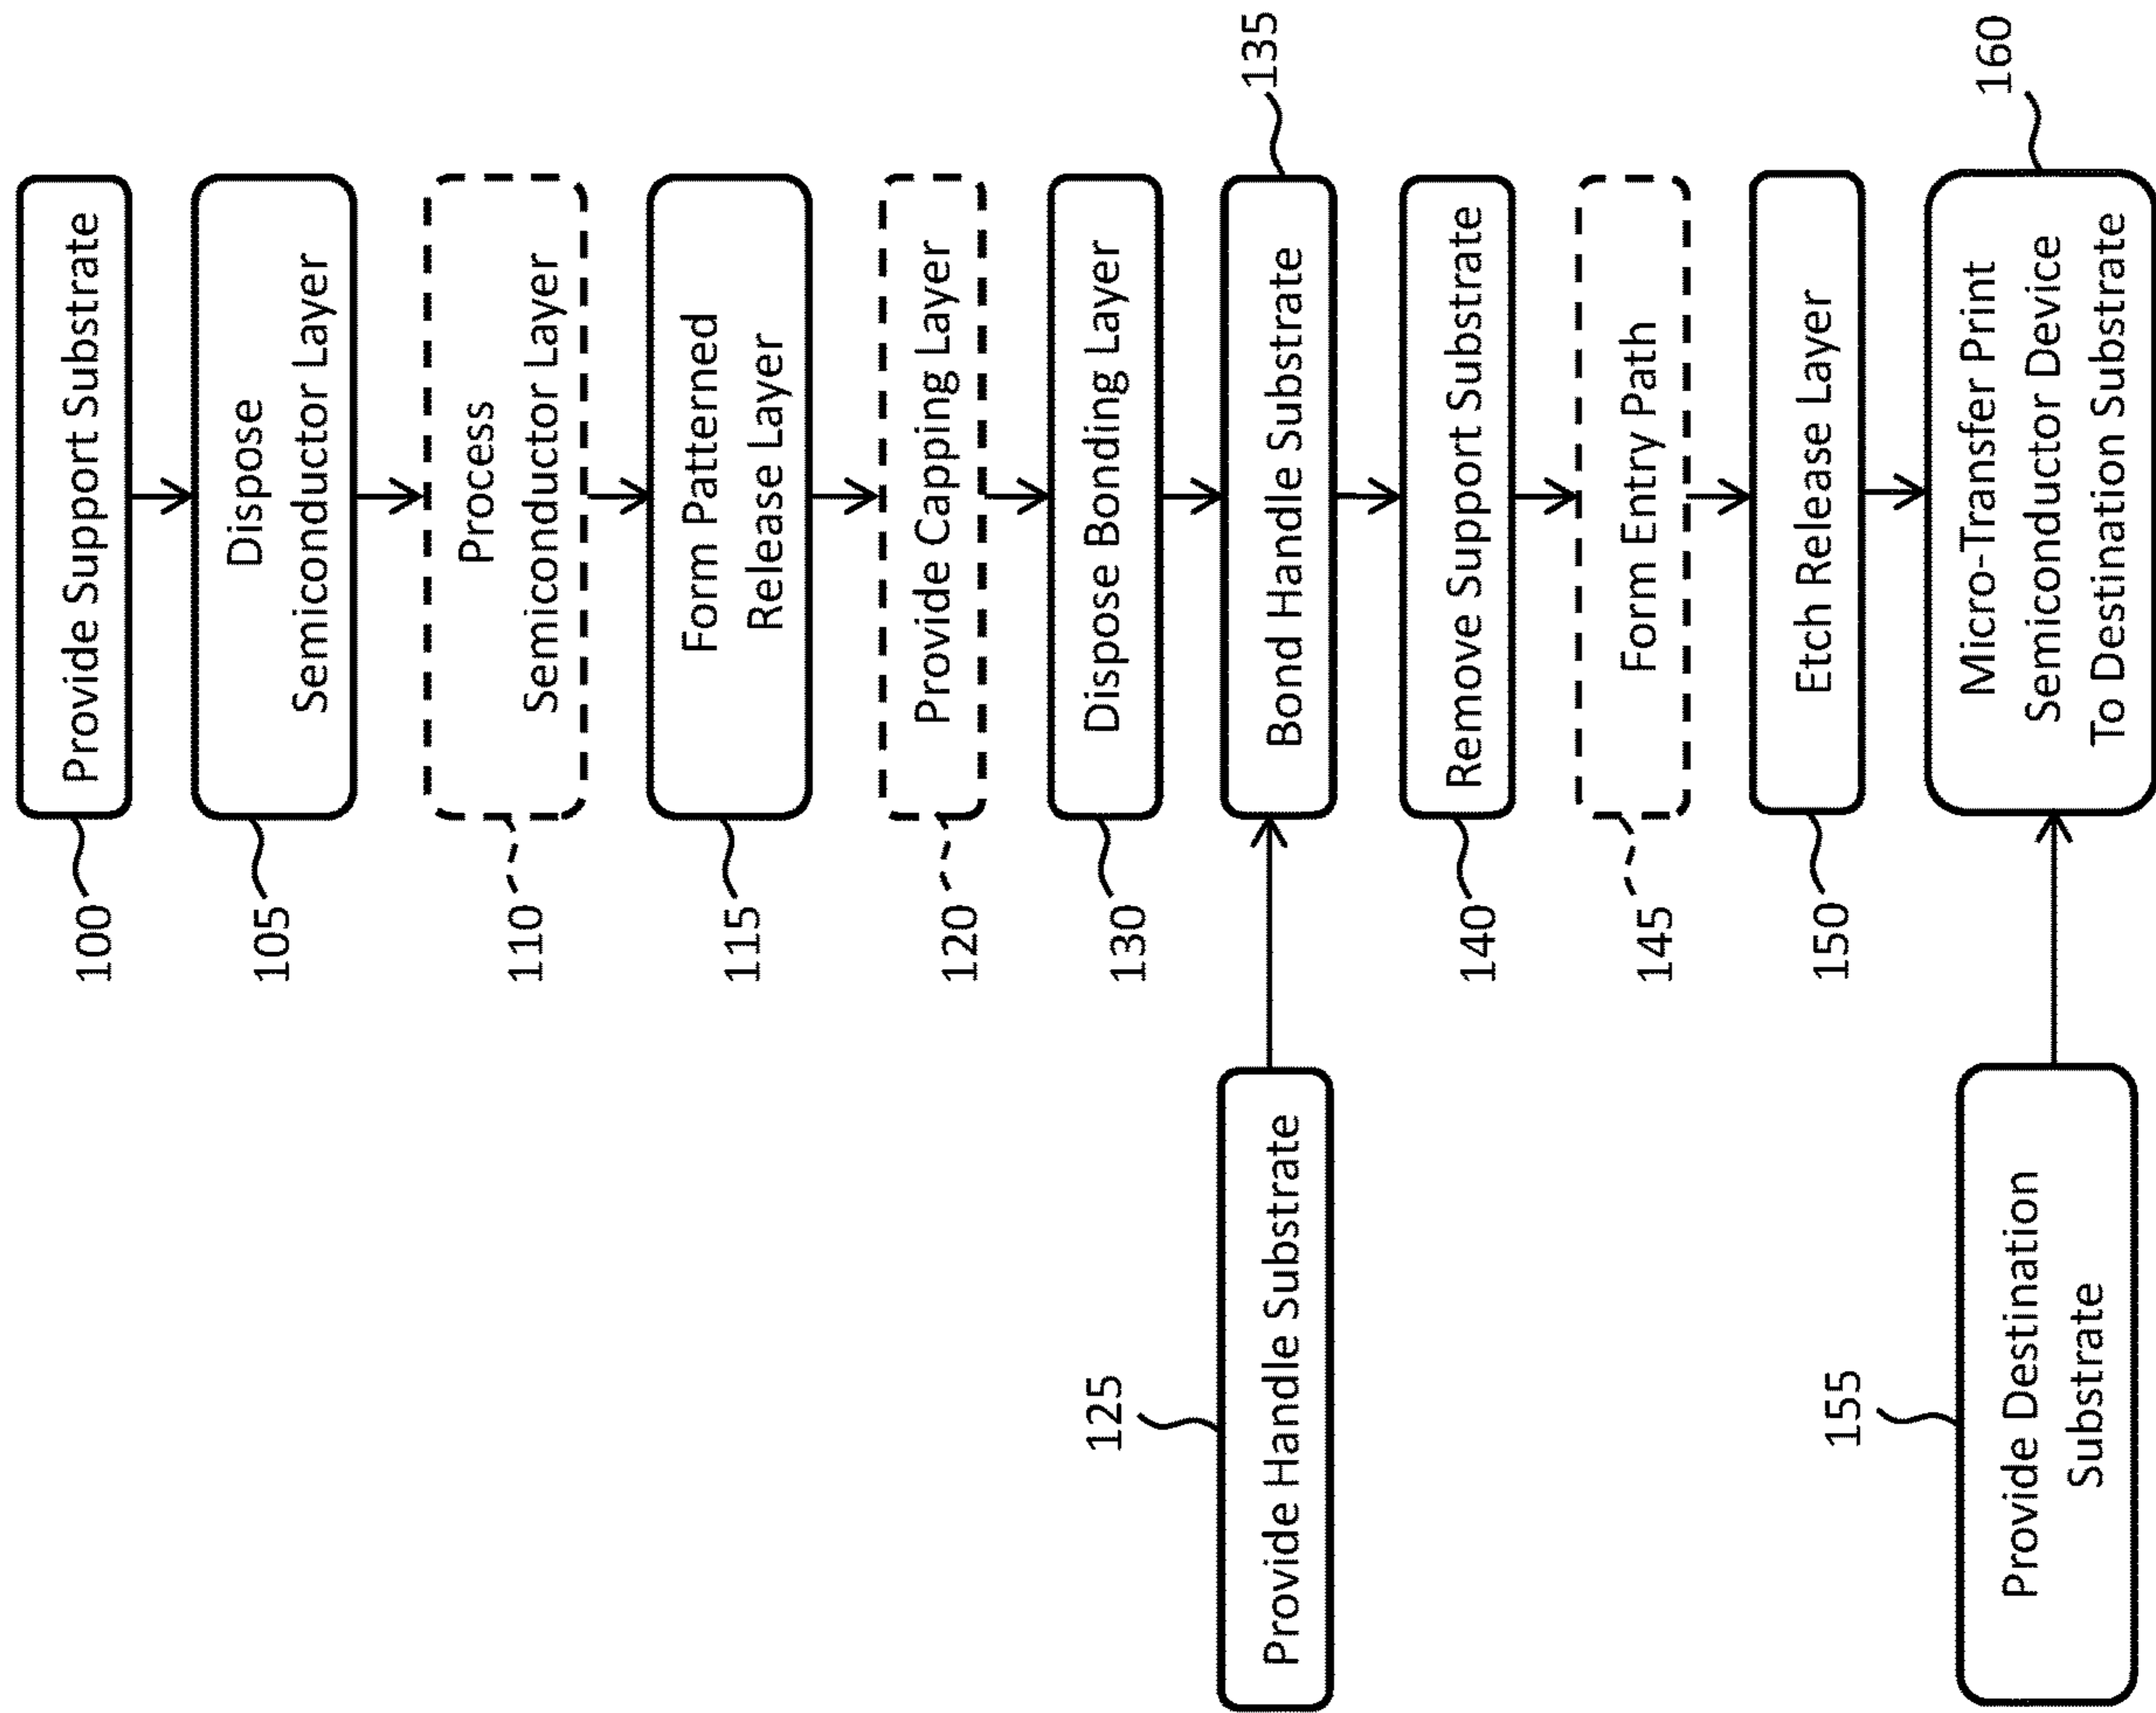 100
Provide Support Substrate
105
Dispose
Semiconductor Layer
110
Process
Semiconductor Layer
115
Form Patterned
Release Layer
120
Provide Capping Layer
130
Dispose Bonding Layer
125
Provide Handle Substrate
Bond Handle Substrate
135
140
Remove Support Substrate
145
Form Entry Path
150
Etch Release Layer
155
Provide Destination
Substrate
Micro-Transfer Print
Semiconductor Device
To Destination Substrate
160